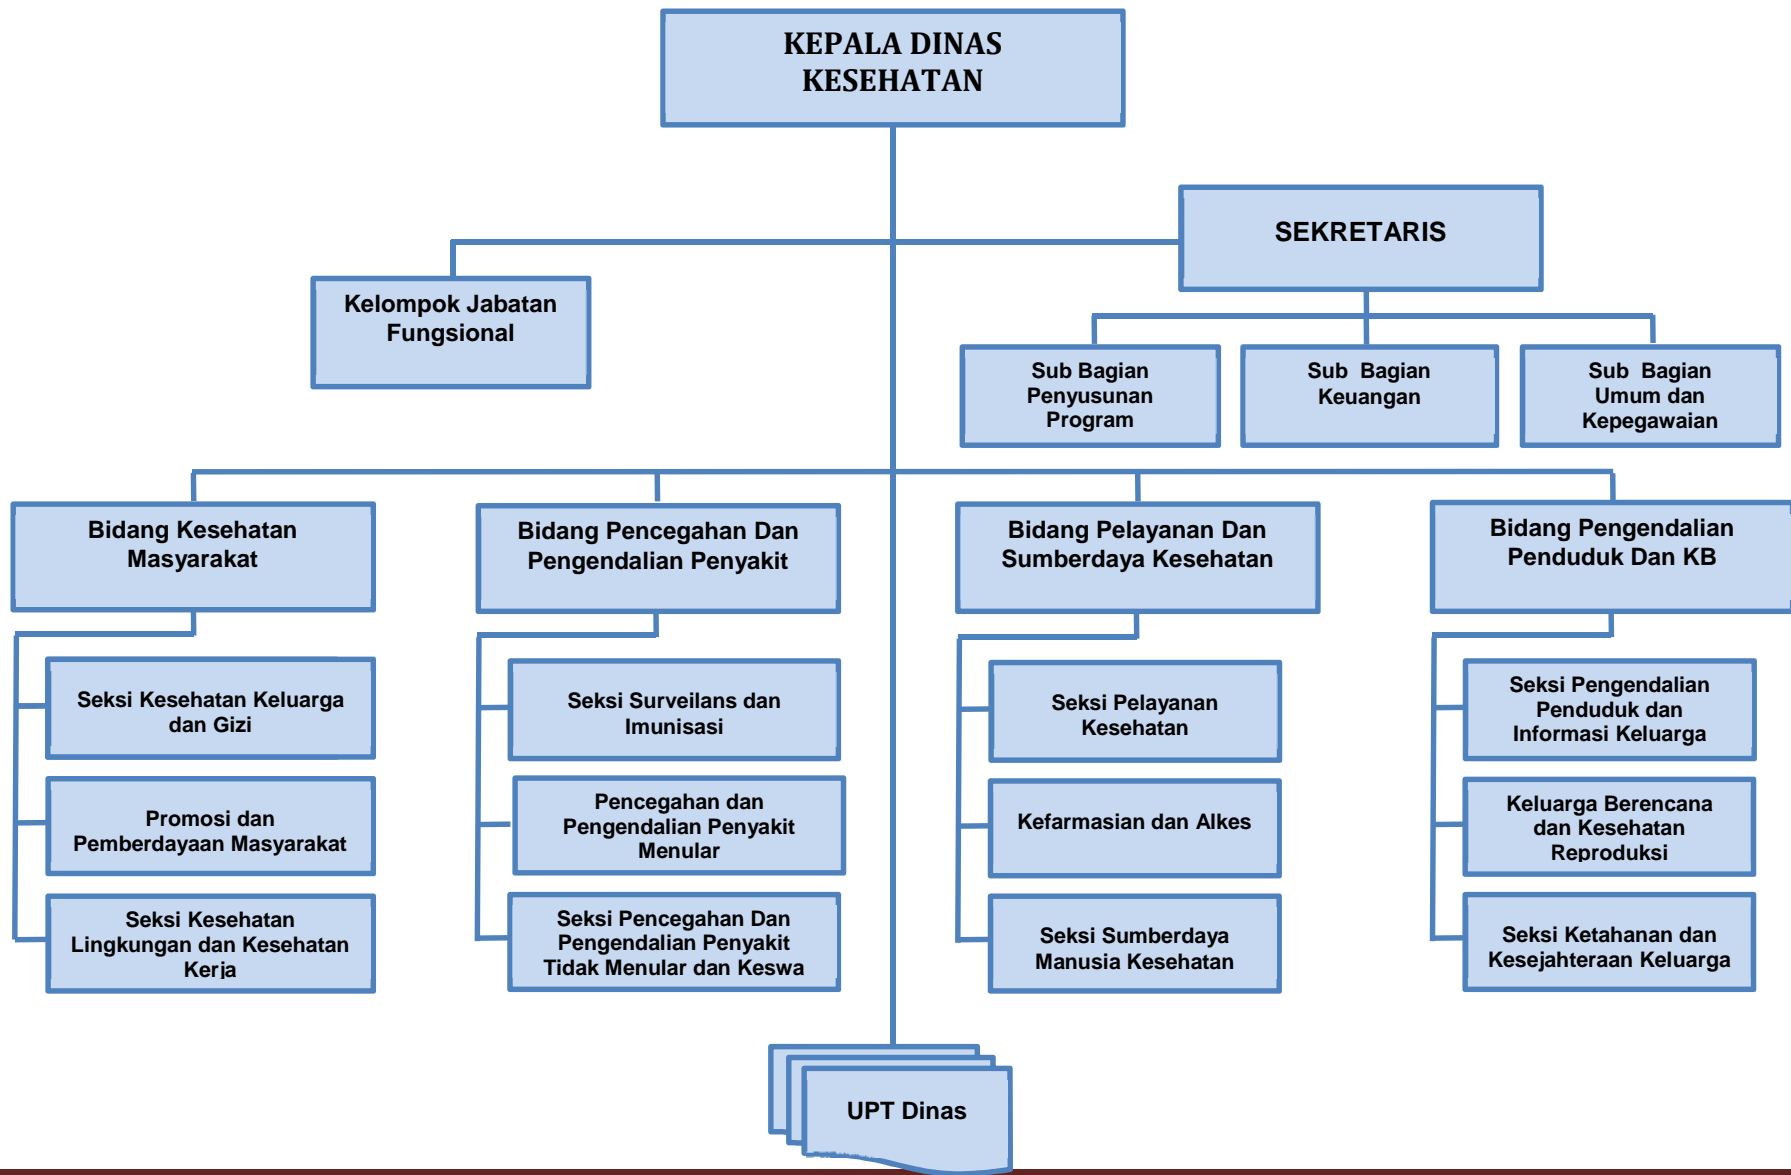 KEPALA DINAS
KESEHATAN
SEKRETARIS
Kelompok Jabatan
Fungsional
Sub Bagian
Penyusunan
Program
Sub Bagian
Keuangan
Sub Bagian
Umum dan
Kepegawaian
Bidang Kesehatan
Masyarakat
Bidang Pencegahan Dan
Pengendalian Penyakit
Bidang Pelayanan Dan
Sumberdaya Kesehatan
Bidang Pengendalian
Penduduk Dan KB
Seksi Kesehatan Keluarga
dan Gizi
Seksi Surveilans dan
Imunisasi
Seksi Pelayanan
Kesehatan
Seksi Pengendalian
Penduduk dan
Informasi Keluarga
Promosi dan
Pemberdayaan Masyarakat
Pencegahan dan
Pengendalian Penyakit
Menular
Kefarmasian dan Alkes
Keluarga Berencana
dan Kesehatan
Reproduksi
Seksi Kesehatan
Lingkungan dan Kesehatan
Kerja
Seksi Pencegahan Dan
Pengendalian Penyakit
Tidak Menular dan Keswa
Seksi Sumberdaya
Manusia Kesehatan
Seksi Ketahanan dan
Kesejahteraan Keluarga
UPT Dinas